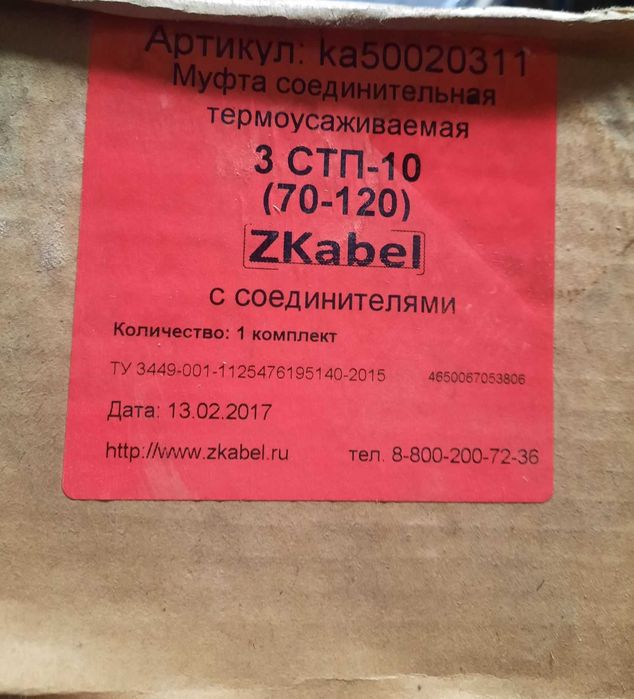 Артикул: ka50020311
Муфта соединительная
термоусаживаемая
3 СТП-10
(70-120)
ZKabel
с соединителями
Количество: 1 комплект
ТУ 3449-001-1125476195140-2015 4650067053806
Дата: 13.02.2017
http://www.zkabel.ru тел. 8-800-200-72-36